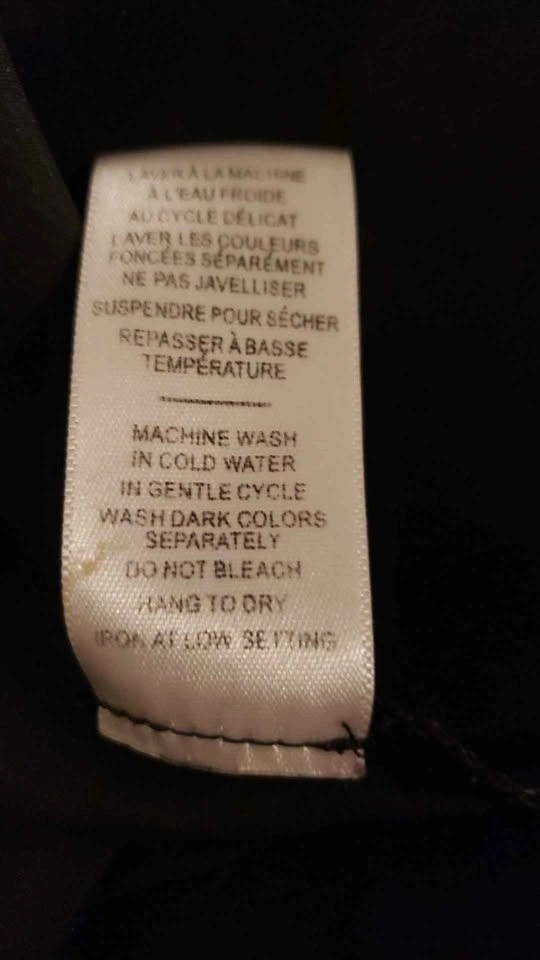 LAVER À LA MACHINE
À L'EAU FROIDE
AU CYCLE DÉLICAT
LAVER LES COULEURS
FONCÉES SÉPARÉMENT
NE PAS JAVELLISER
SUSPENDRE POUR SÉCHER
REPASSER À BASSE
TEMPÉRATURE
MACHINE WASH
IN COLD WATER
IN GENTLE CYCLE
WASH DARK COLORS
SEPARATELY
DO NOT BLEACH
HANG TO DRY
IRON AT LOW SETTING